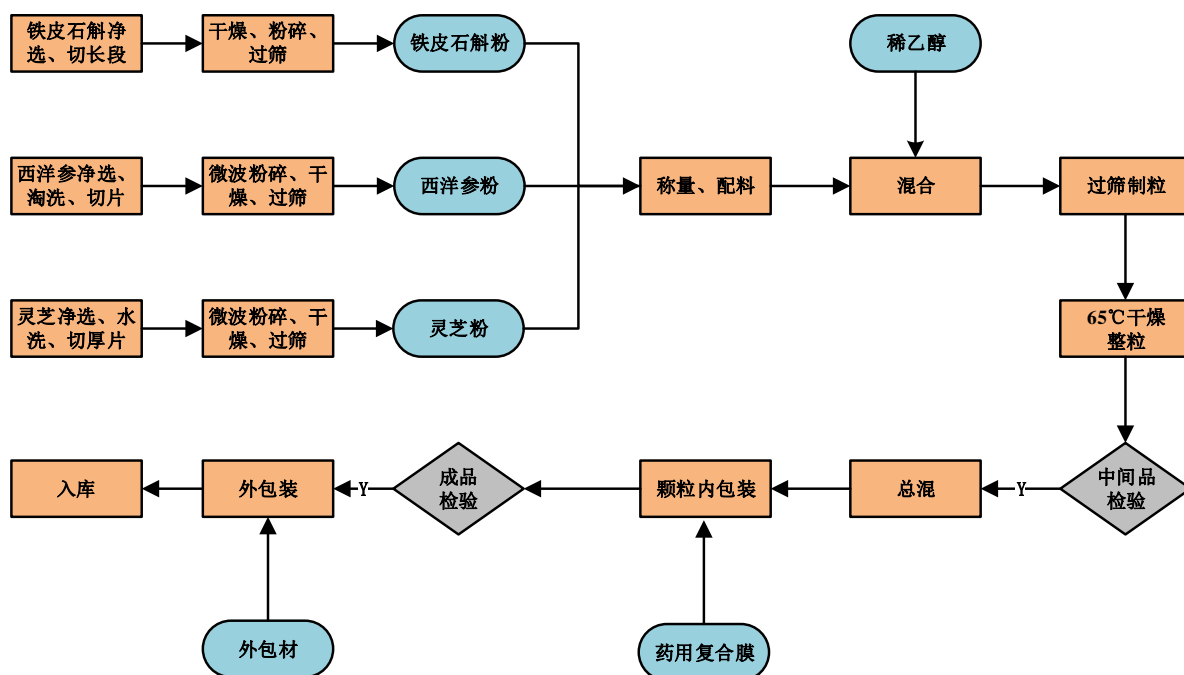 铁皮石斛净
选、切长段
干燥、粉碎、
过筛
铁皮石斛粉
稀乙醇
西洋参净选、
淘洗、切片
微波粉碎、干
燥、过筛
西洋参粉
称量、配料
混合
过筛制粒
灵芝净选、水
洗、切厚片
微波粉碎、干
燥、过筛
灵芝粉
65℃干燥
整粒
入库
外包装
Y
成品
检验
颗粒内包装
总混
Y
中间品
检验
外包材
药用复合膜